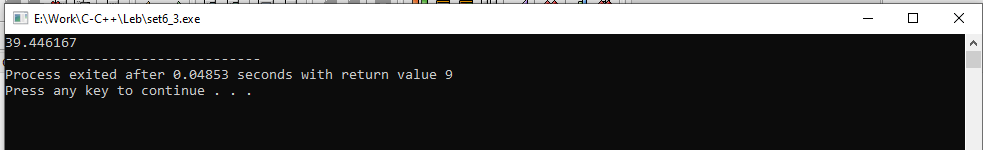 E:\Work\C-C++\Leb\set6_3.exe
39.446167
--------------------------------
Process exited after 0.04853 seconds with return value 9
Press any key to continue . . .